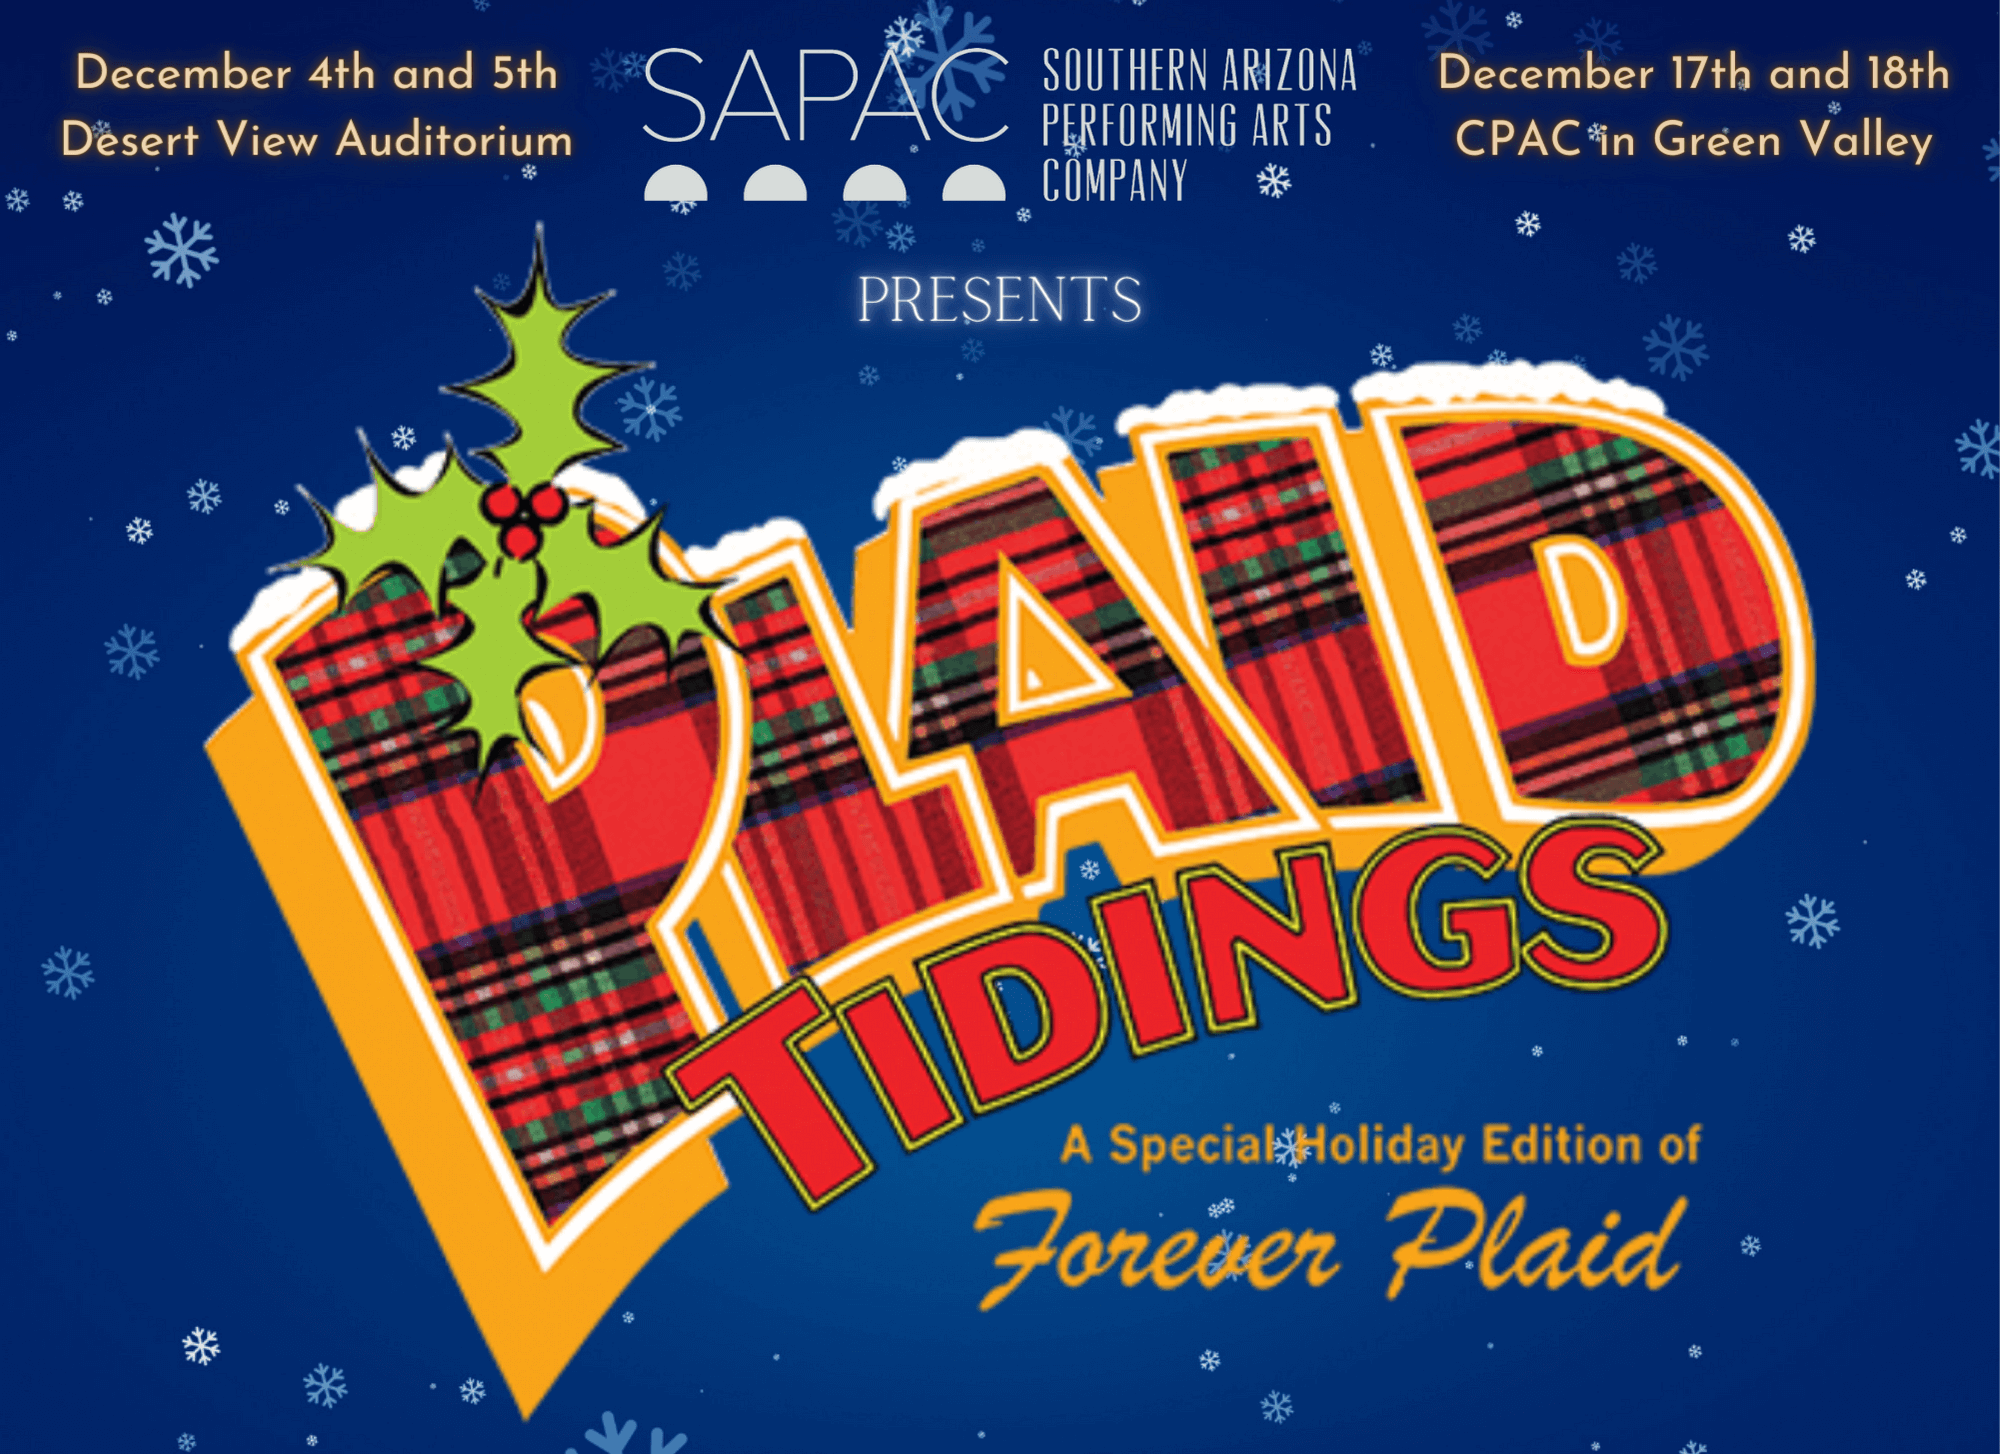 December 4th and 5th
Desert View Auditorium
SAPAC
SOUTHERN ARIZONA
PERFORMING ARTS
COMPANY
December 17th and 18th
CPAC in Green Valley
PRESENTS
PLAID
TIDINGS
A Special Holiday Edition of
Forever Plaid